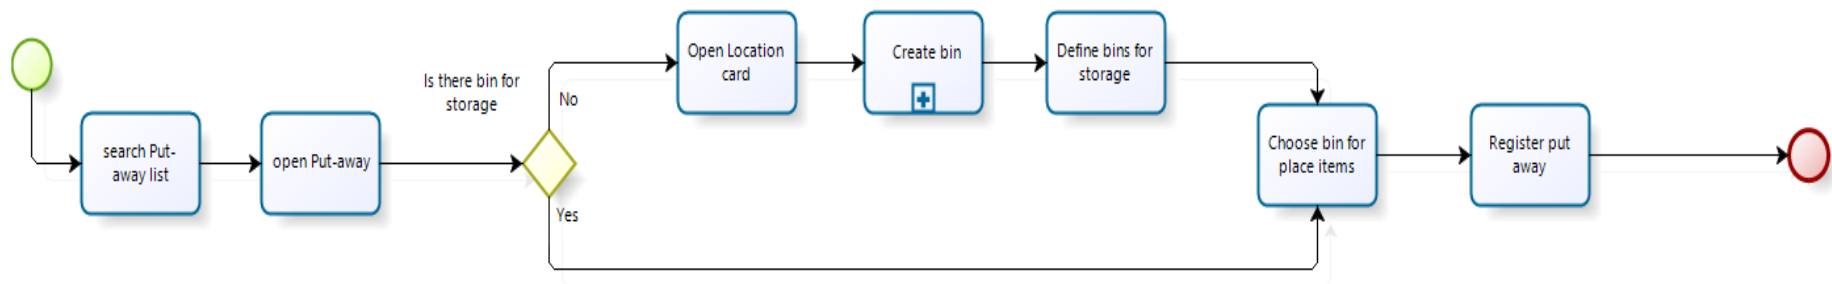 search Put-
away list
open Put-away
Is there bin for
storage
No
Yes
Open Location
card
Create bin
Define bins for
storage
Choose bin for
place items
Register put
away